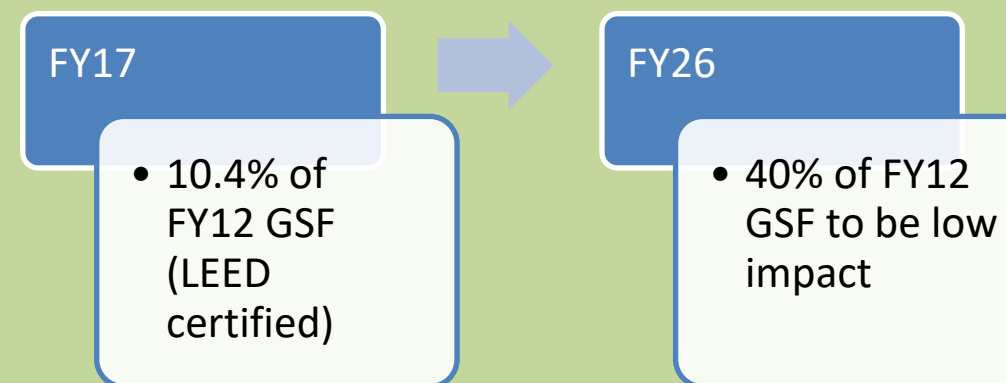 FY17
• 10.4% of
FY12 GSF
(LEED
certified)
FY26
• 40% of FY12
GSF to be low
impact